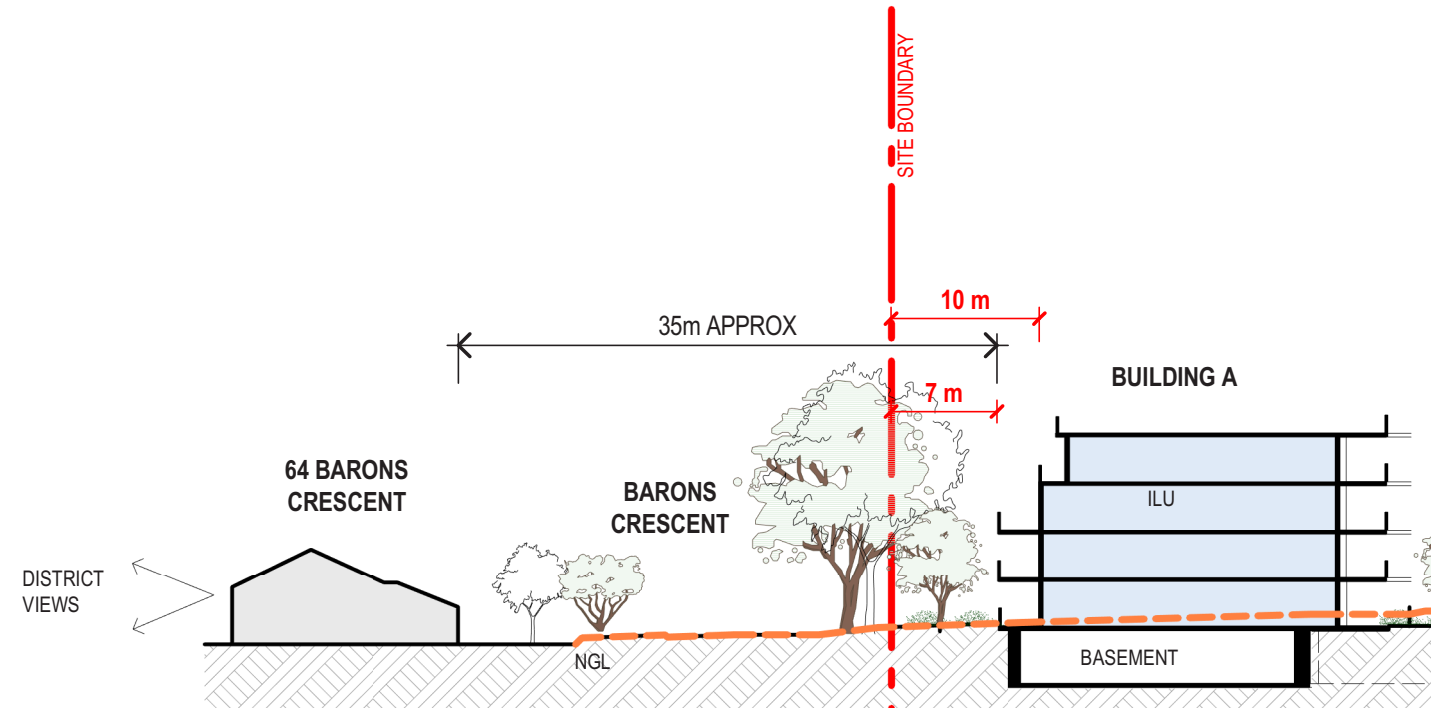 SITE BOUNDARY
10 m
35m APPROX
7 m
BUILDING A
64 BARONS
CRESCENT
BARONS
CRESCENT
ILU
DISTRICT
VIEWS
NGL
BASEMENT